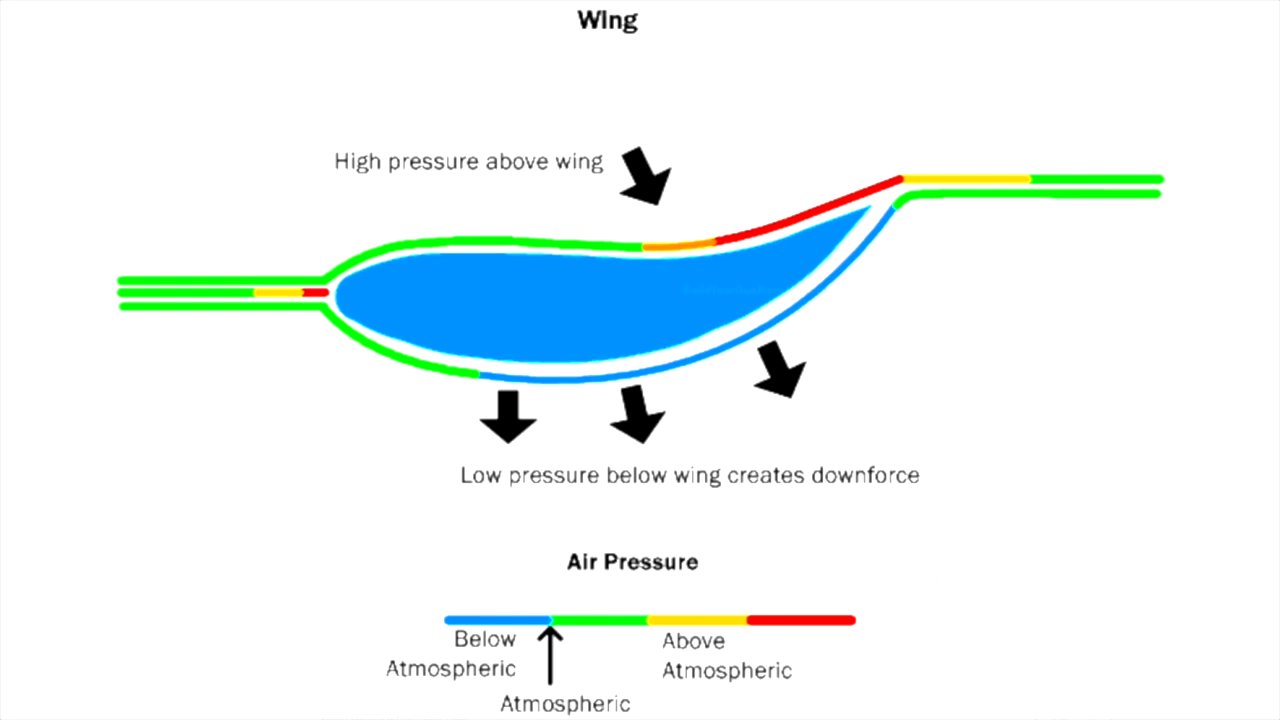 Wing
High pressure above wing
Low pressure below wing creates downforce
Air Pressure
Below
Atmospheric
Above
Atmospheric
Atmospheric